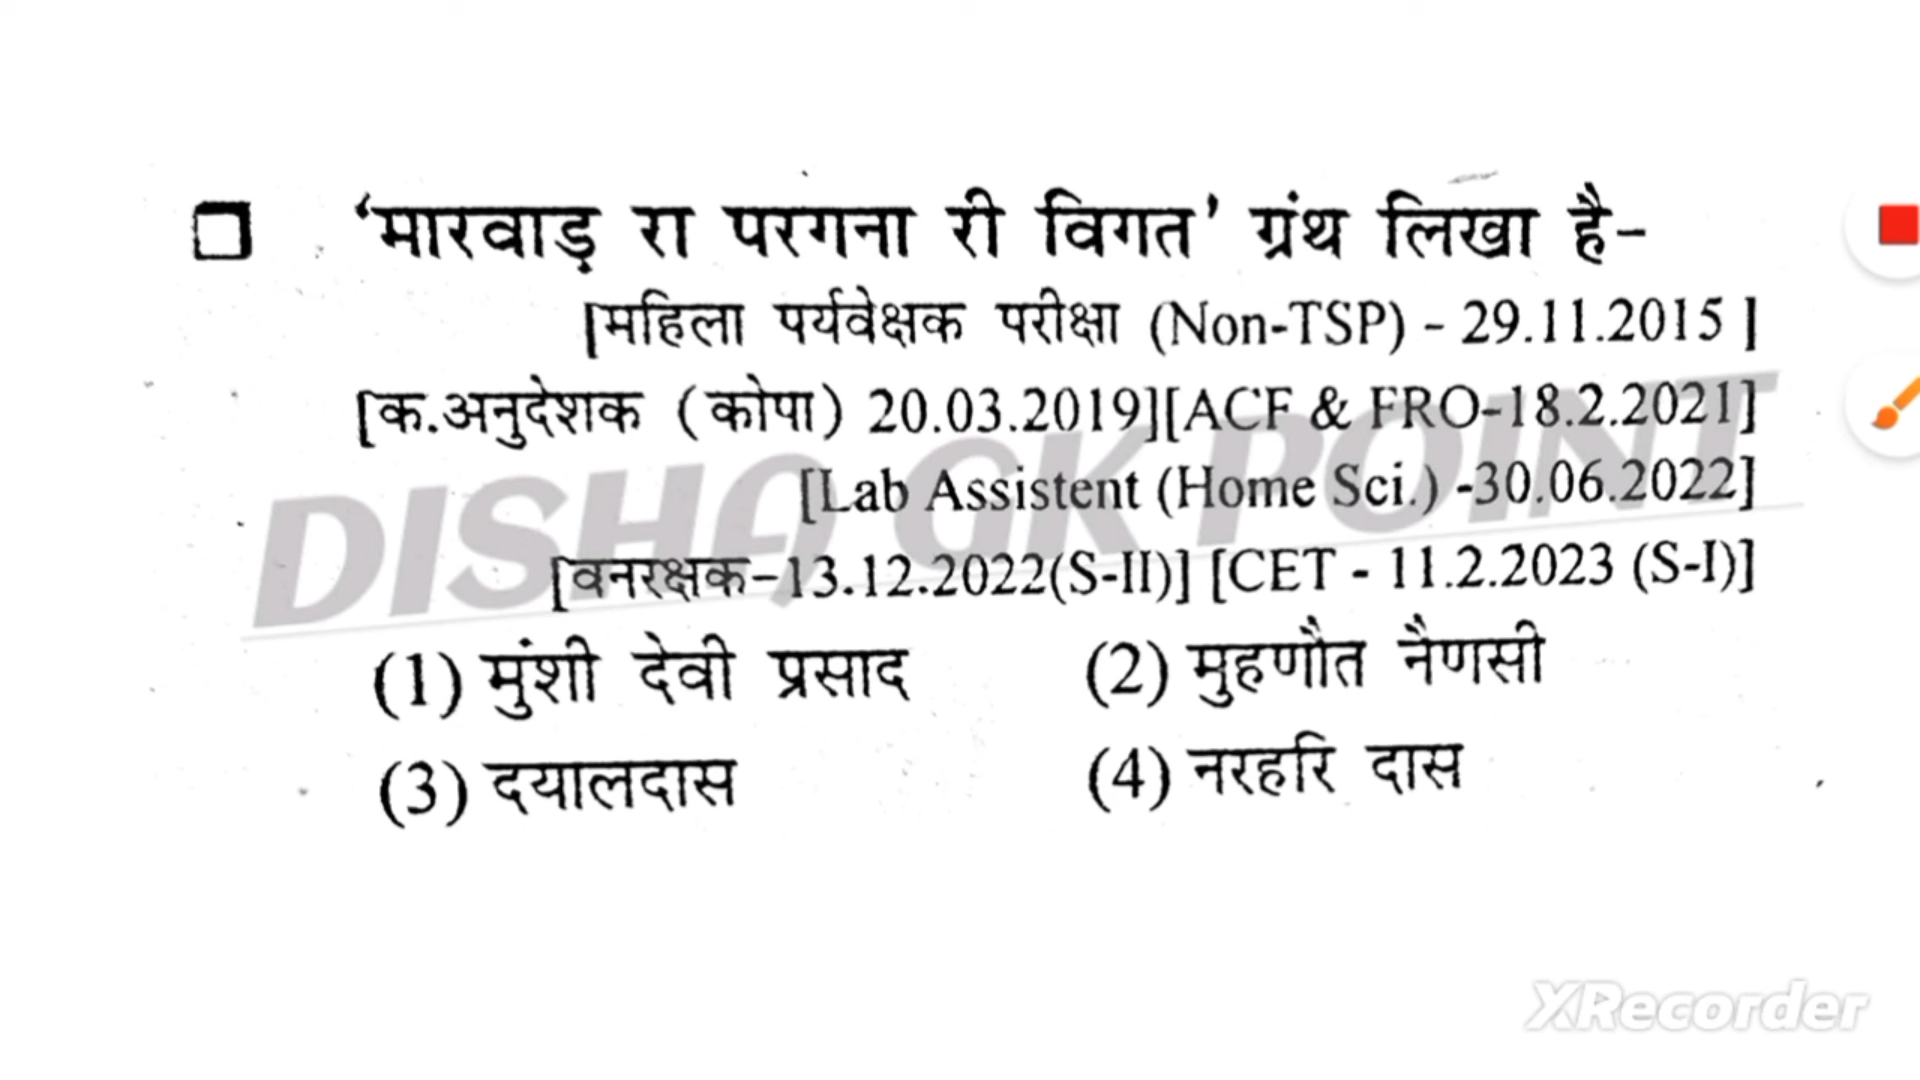 'मारवाड़ रा परगना री विगत' ग्रंथ लिखा है-
[महिला पर्यवेक्षक परीक्षा (Non-TSP) - 29.11.2015 ]
[क.अनुदेशक (कोपा) 20.03.2019][ACF & FRO-18.2.2021]
[Lab Assistent (Home Sci.) -30.06.2022]
DISHA GK POINT
[वनरक्षक-13.12.2022(S-II)] [CET - 11.2.2023 (S-I)]
(1) मुंशी देवी प्रसाद (2) मुहणौत नैणसी
(3) दयालदास (4) नरहरि दास
XRecorder